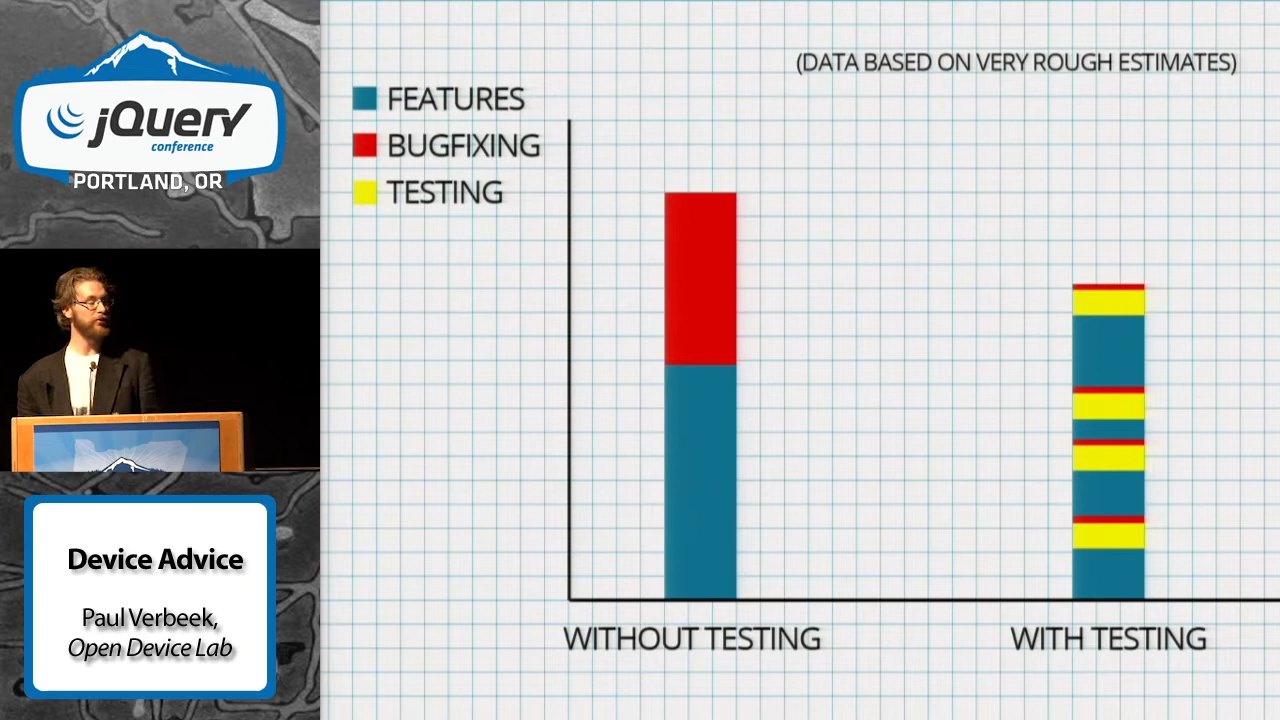 jQuery
conference
PORTLAND, OR
Device Advice
Paul Verbeek,
Open Device Lab
(DATA BASED ON VERY ROUGH ESTIMATES)
FEATURES
BUGFIXING
TESTING
WITHOUT TESTING
WITH TESTING